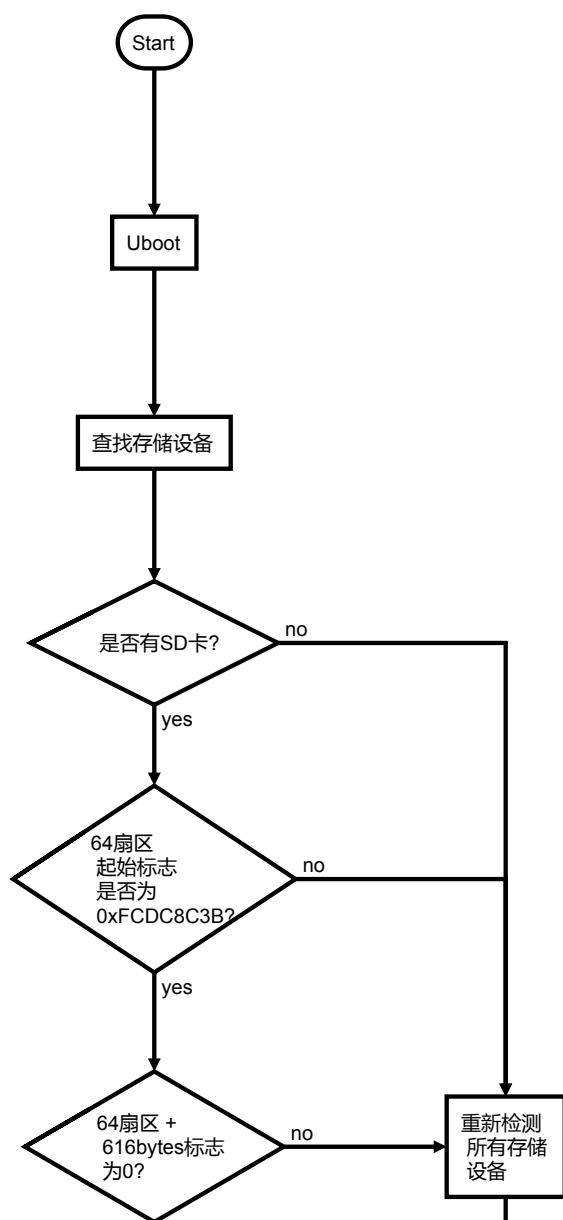 Start
Uboot
查找存储设备
是否有SD卡?
no
yes
64扇区
起始标志
是否为
0xFCDC8C3B?
no
yes
64扇区 +
616bytes标志
为0?
no
重新检测
所有存储
设备